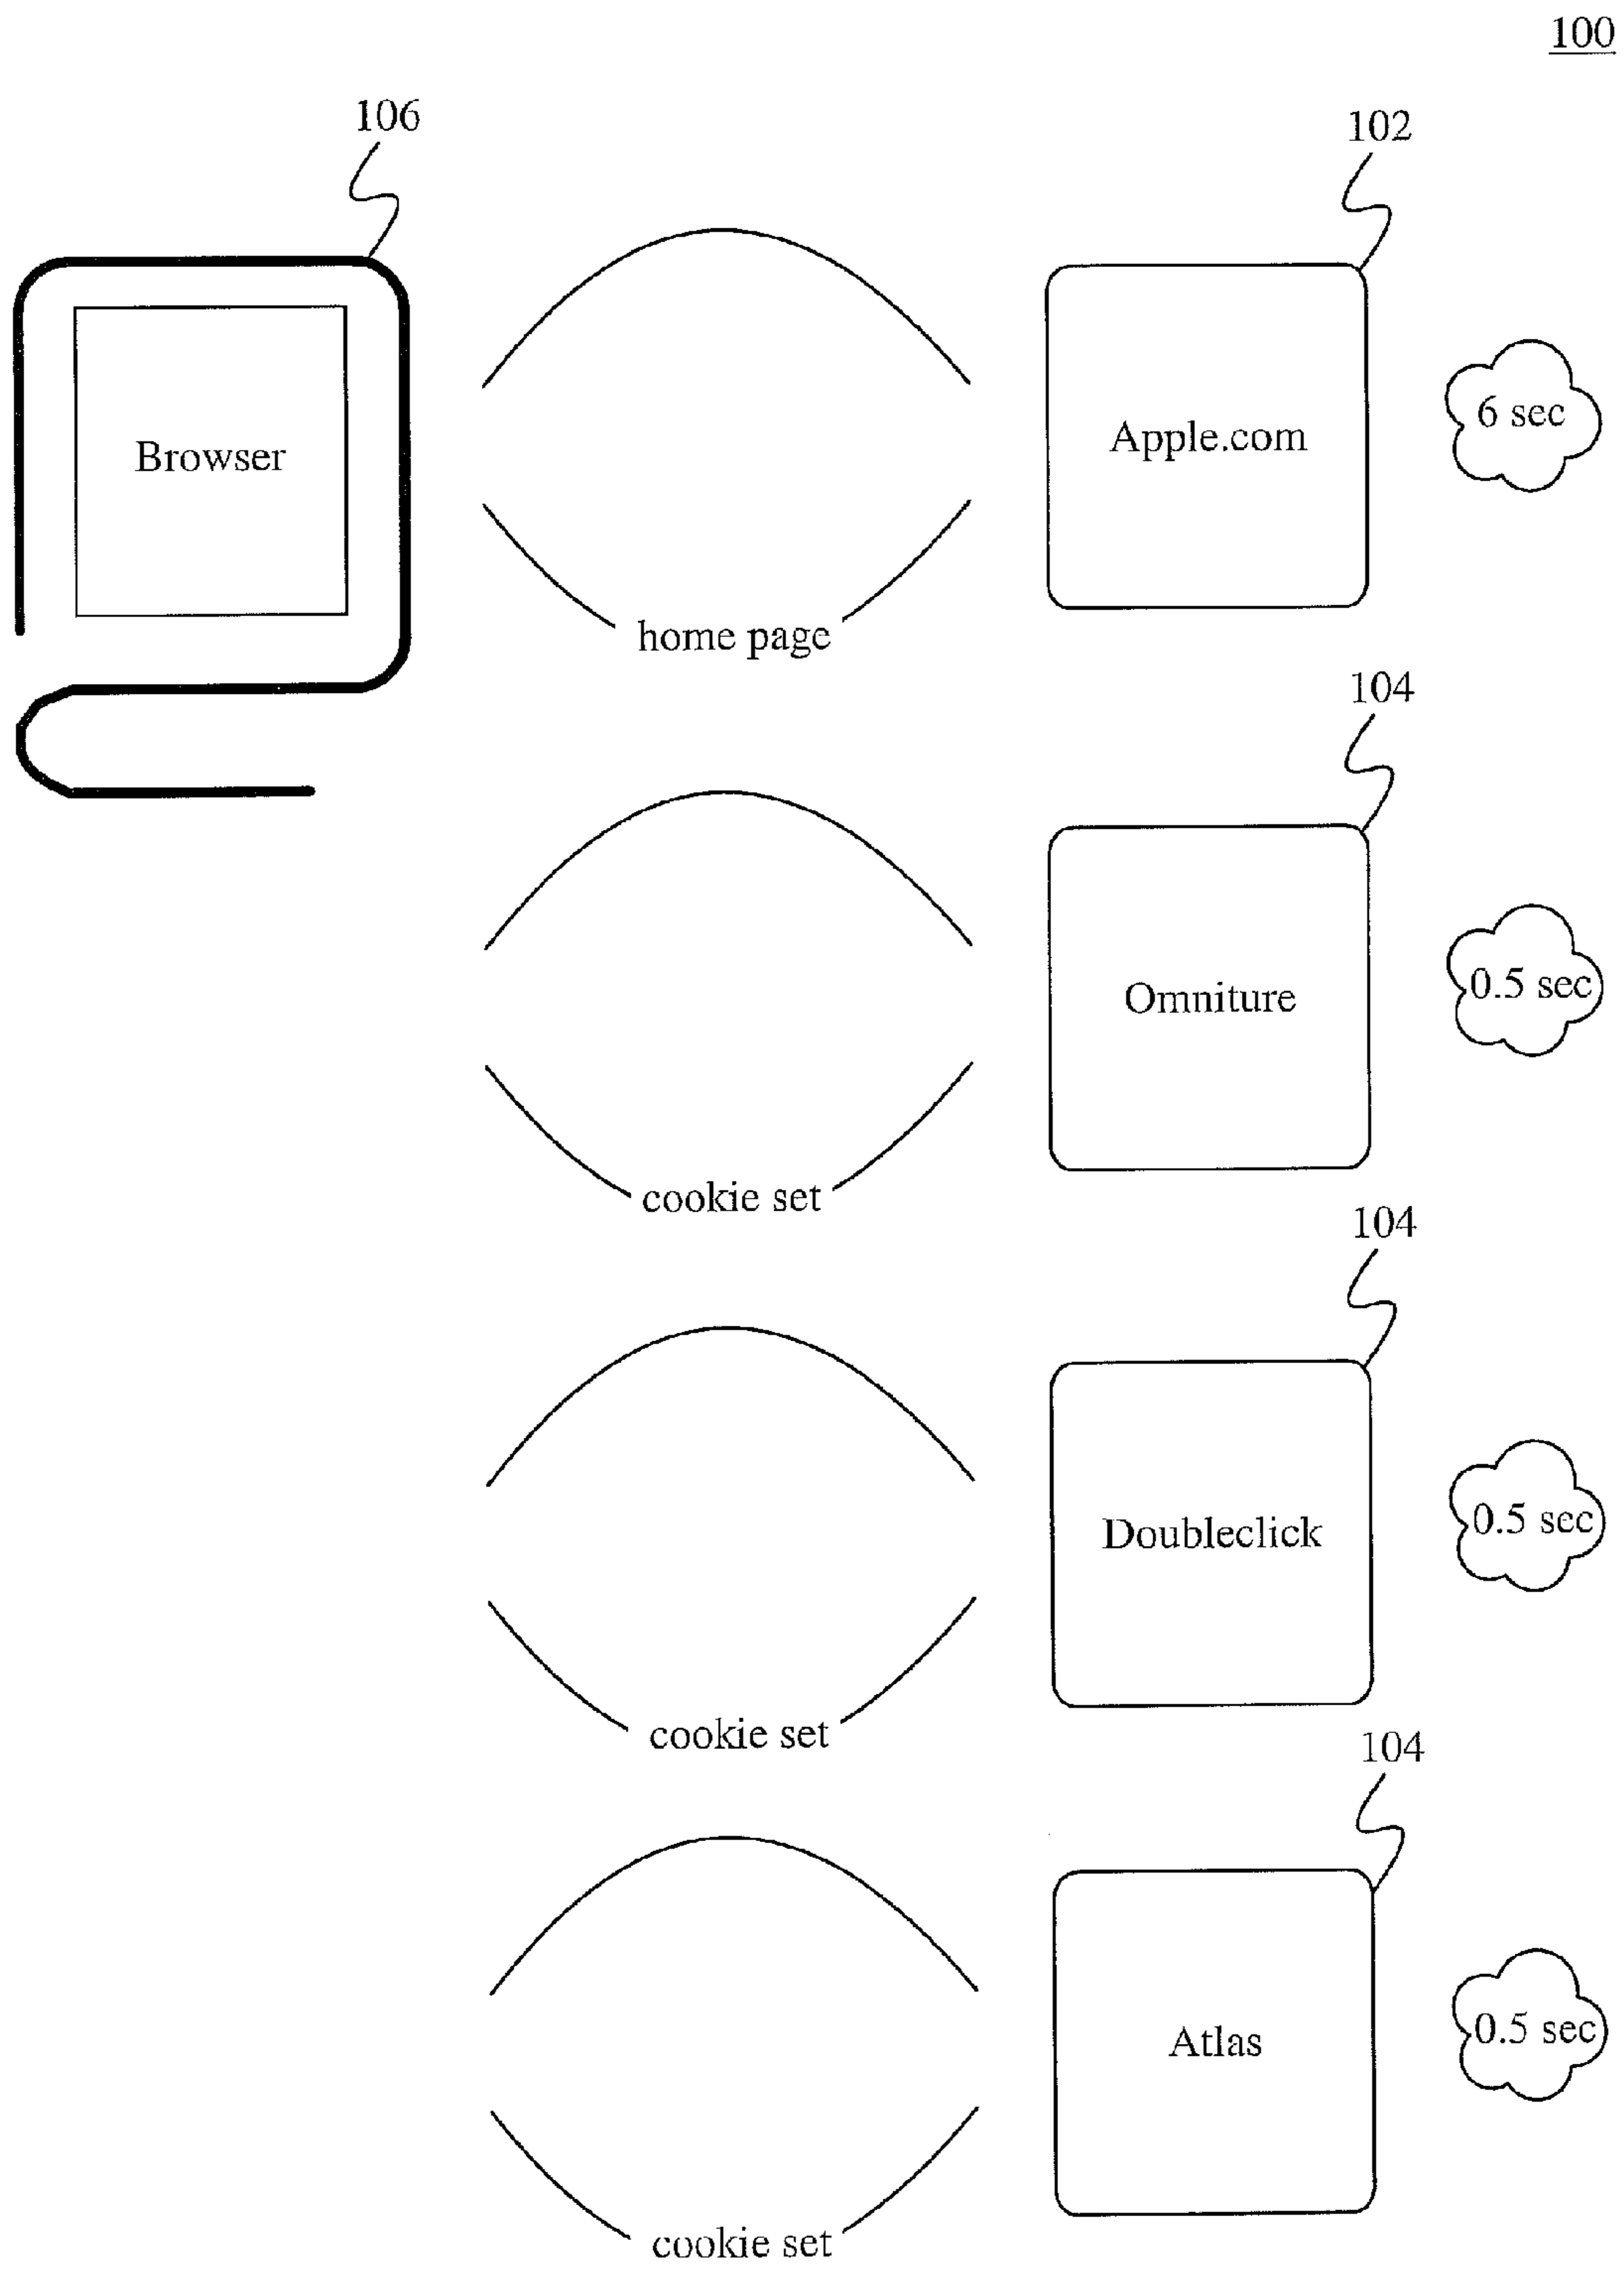 100
106
102
Browser
Apple.com
6 sec
home page
104
Omniture
0.5 sec
cookie set
104
Doubleclick
0.5 sec
cookie set
104
Atlas
0.5 sec
cookie set